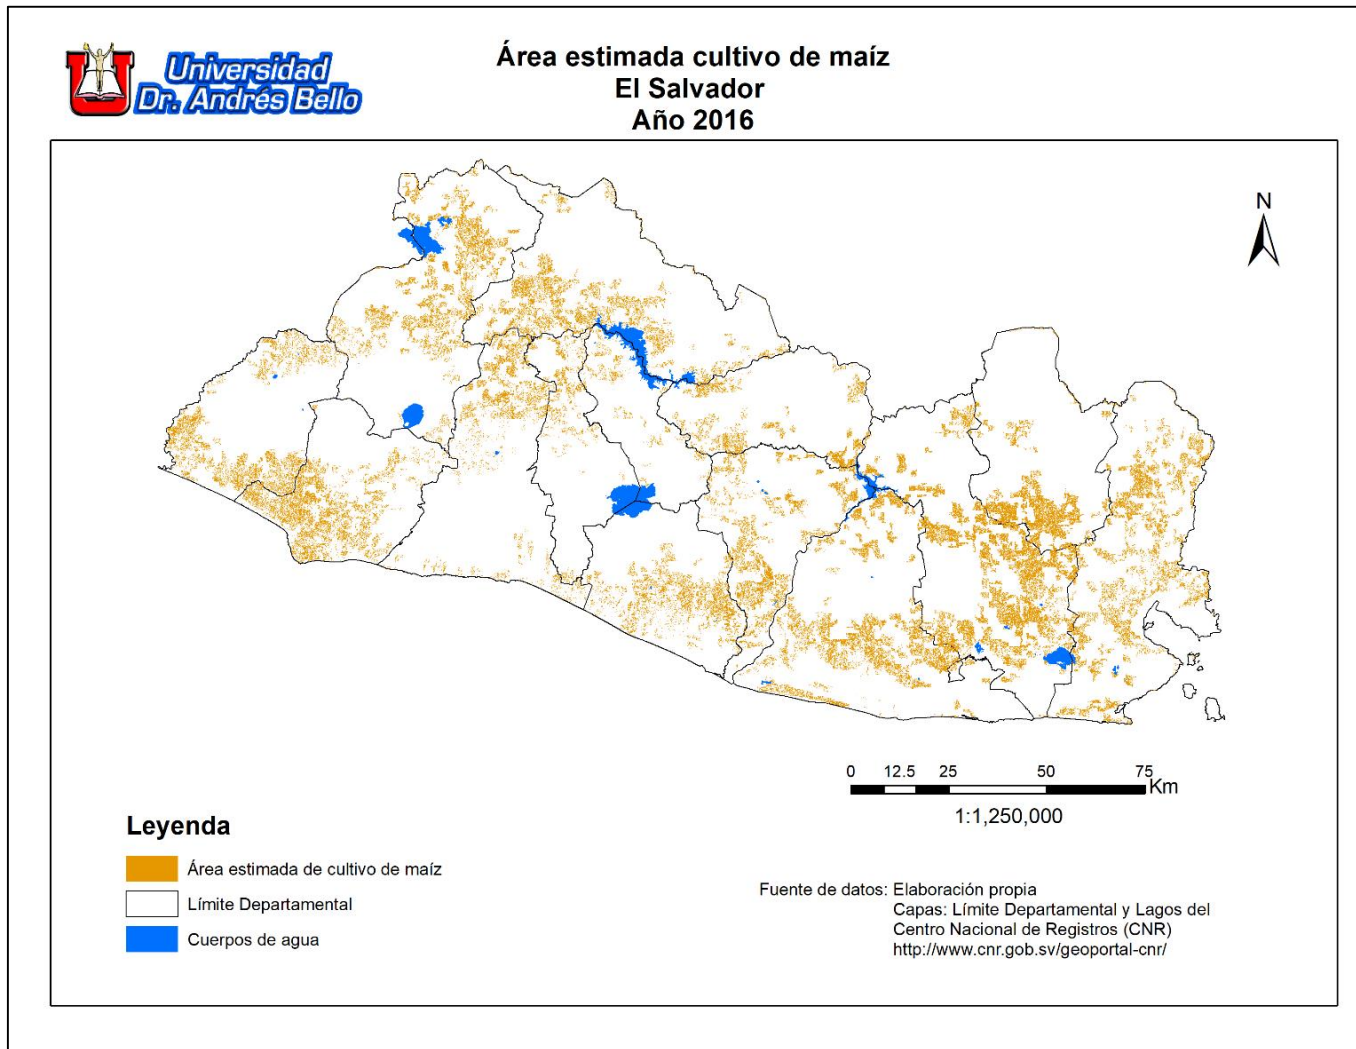 Universidad
Dr. Andrés Bello
Área estimada cultivo de maíz
El Salvador
Año 2016
N
0 12.5 25 50 75
Km
1:1,250,000
Leyenda
Área estimada de cultivo de maíz
Límite Departamental
Cuerpos de agua
Fuente de datos: Elaboración propia
Capas: Límite Departamental y Lagos del
Centro Nacional de Registros (CNR)
http://www.cnr.gob.sv/geoportal-cnr/